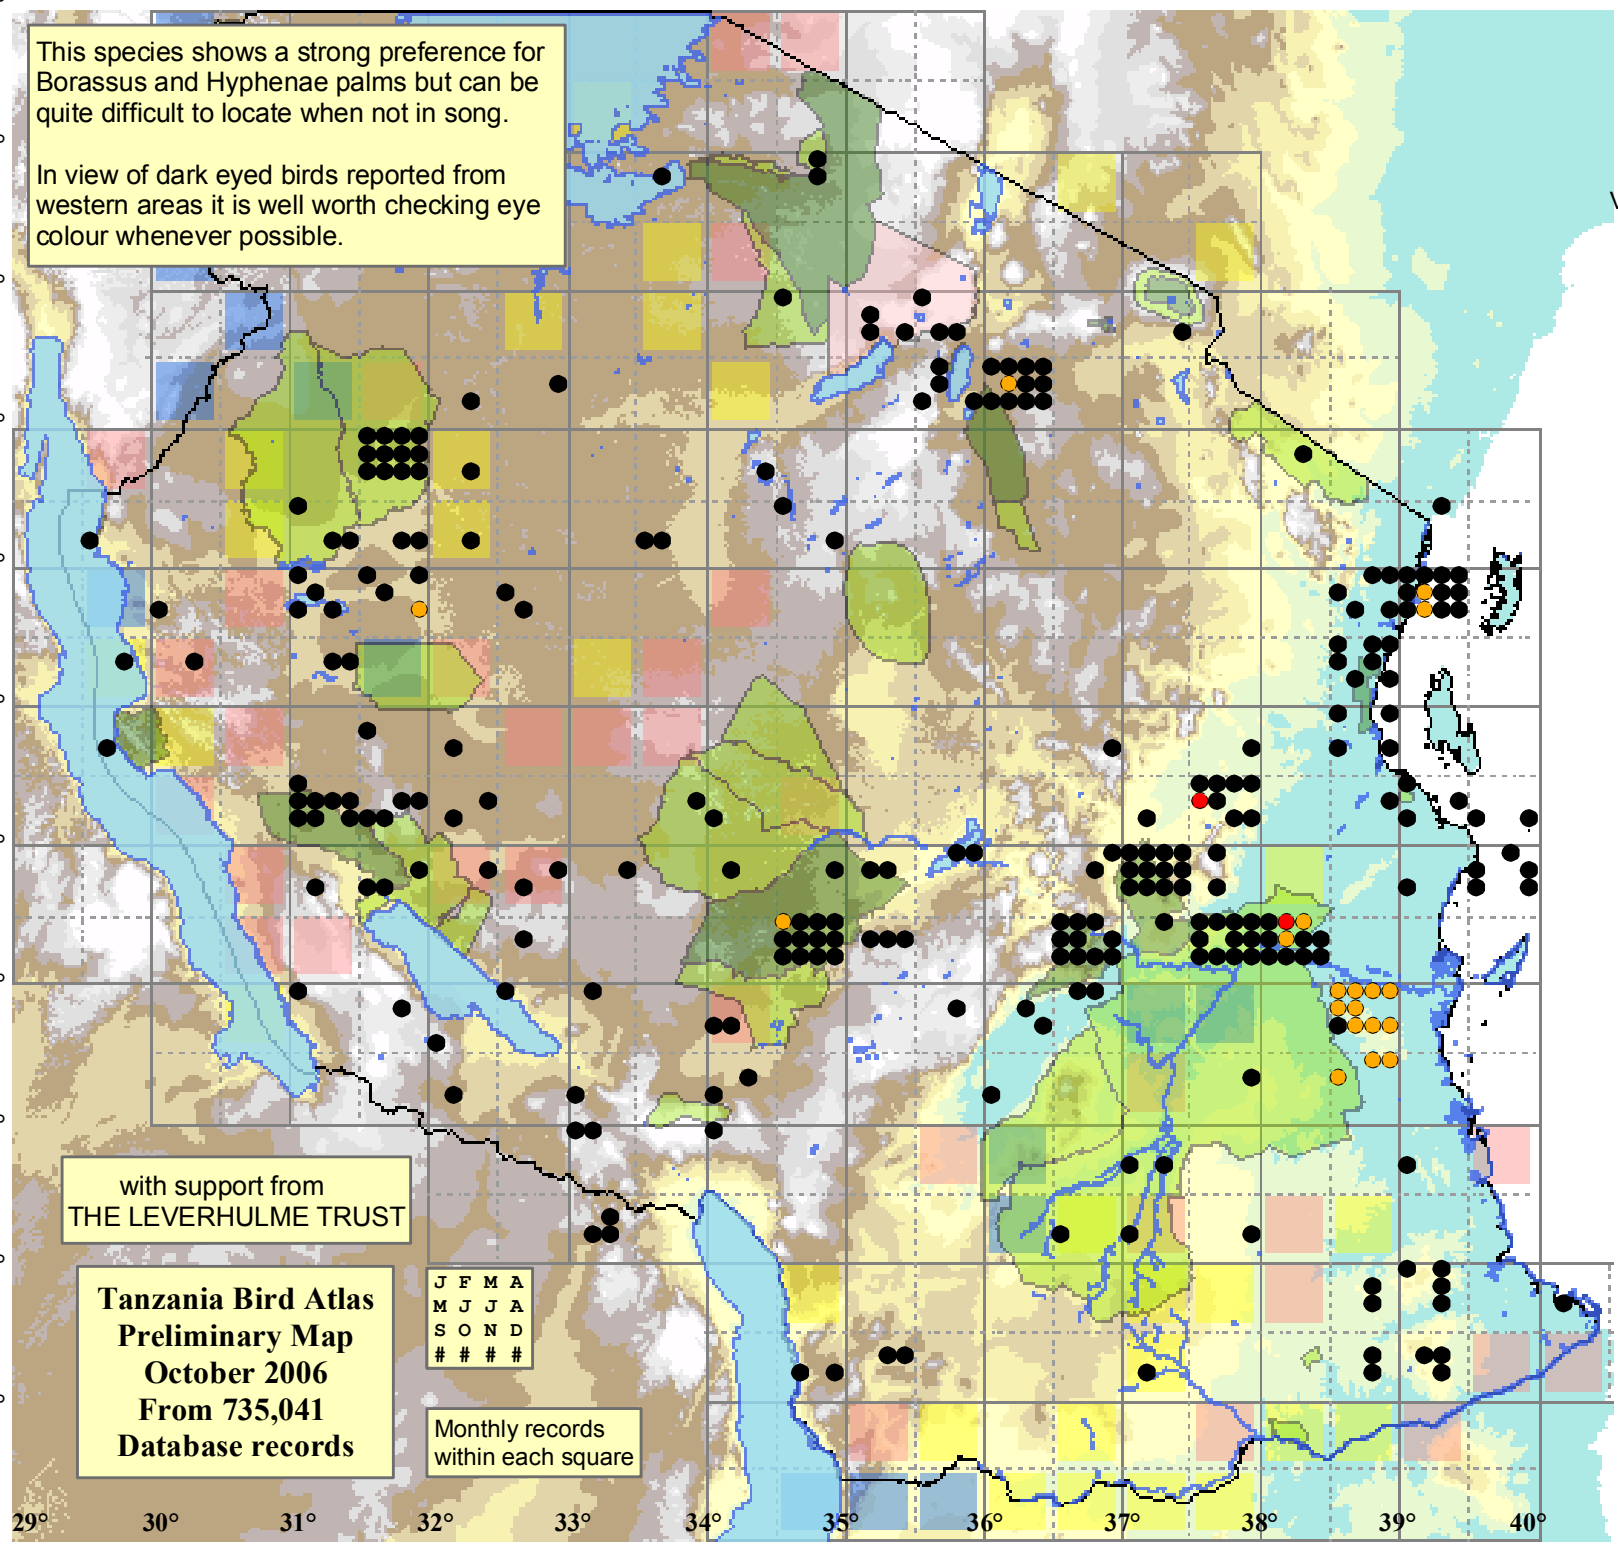 This species shows a strong preference for
Borassus and Hyphenae palms but can be
quite difficult to locate when not in song.
In view of dark eyed birds reported from
western areas it is well worth checking eye
colour whenever possible.
with support from
THE LEVERHULME TRUST
Tanzania Bird Atlas
Preliminary Map
October 2006
From 735,041
Database records
J F M A
M J J A
S O N D
# # # #
Monthly records
within each square
29° 30° 31° 32° 33° 34° 35° 36° 37° 38° 39° 40°